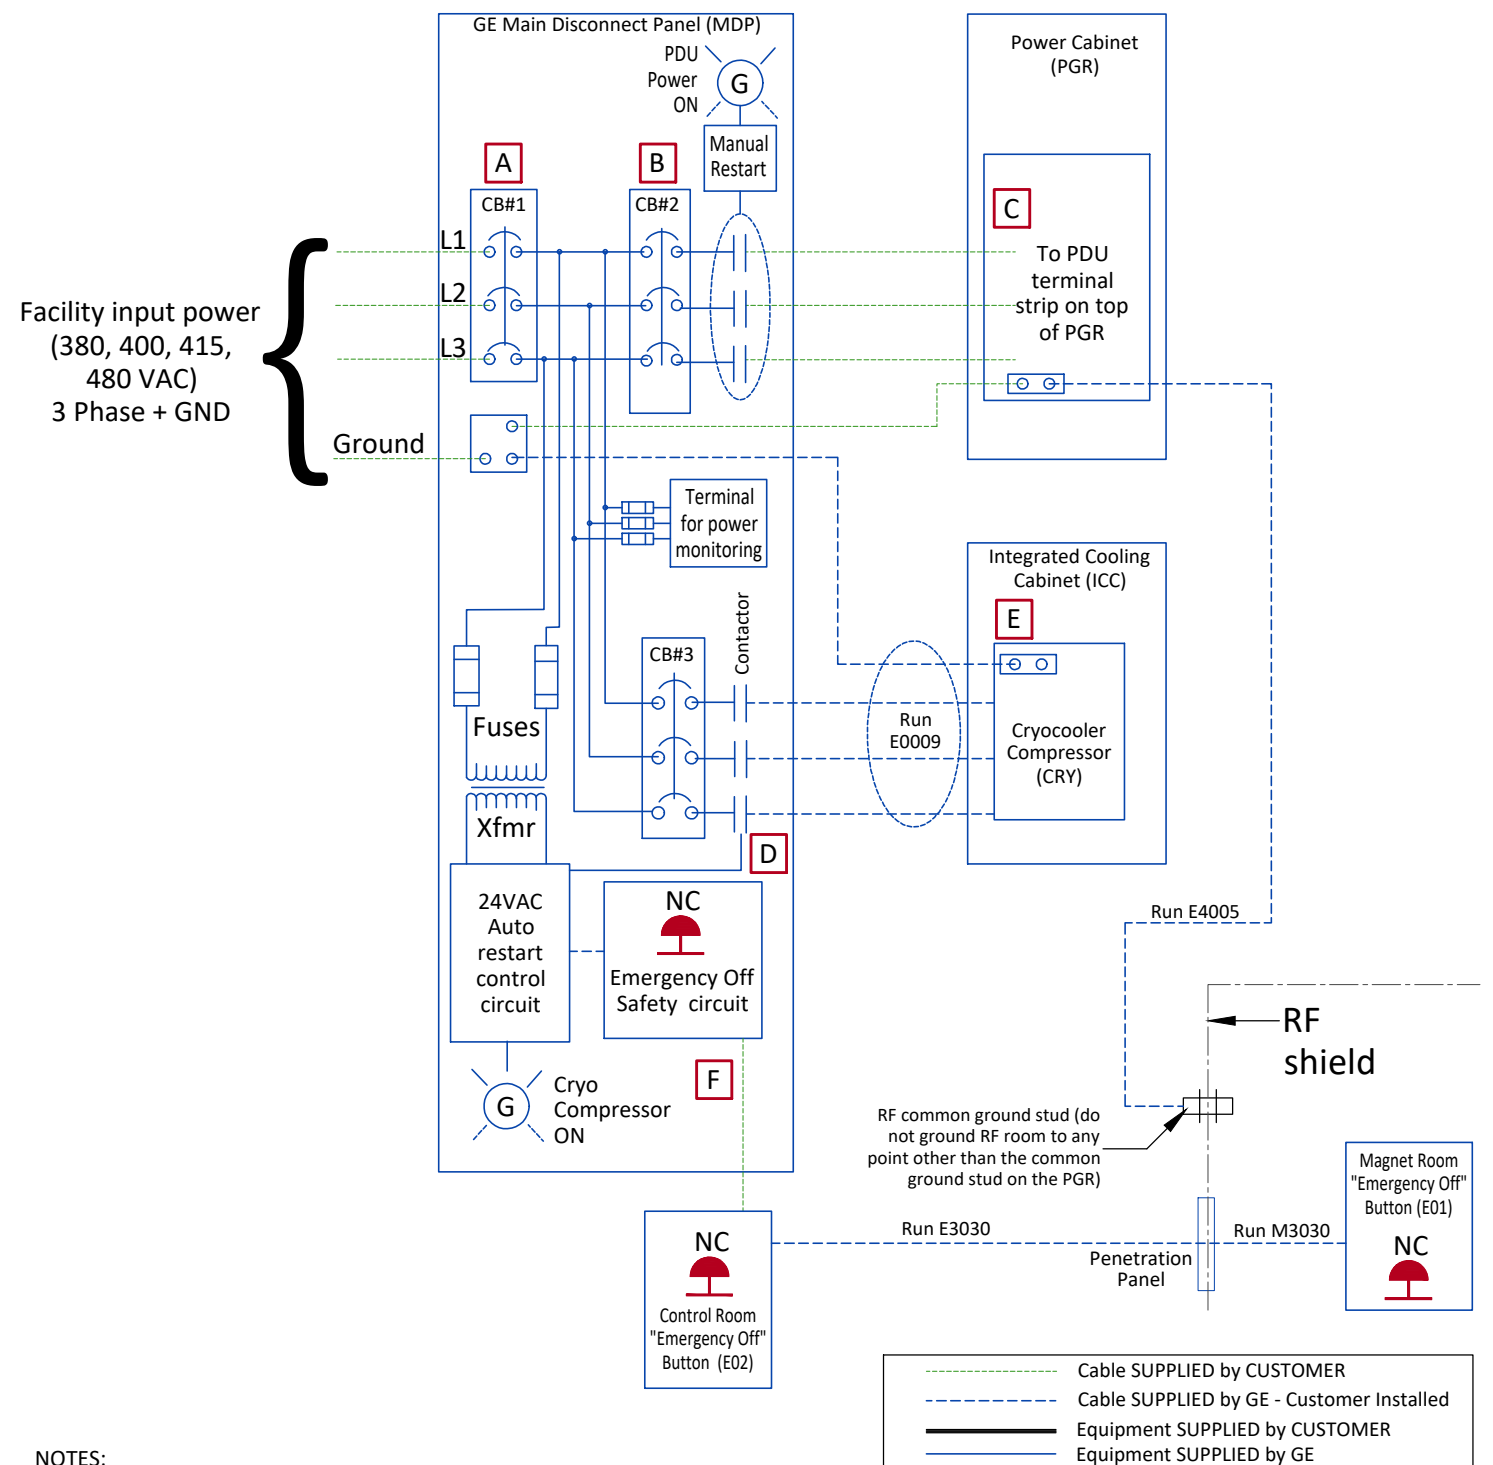 GE Main Disconnect Panel (MDP)
PDU
Power
ON
G
Manual
Restart
A
B
CB#1
CB#2
L1
L2
L3
Facility input power
(380, 400, 415,
480 VAC)
3 Phase + GND
Ground
Power Cabinet
(PGR)
C
To PDU
terminal
strip on top
of PGR
Terminal
for power
monitoring
Integrated Cooling
Cabinet (ICC)
E
Contactor
CB#3
Run
E0009
Cryocooler
Compressor
(CRY)
Fuses
Xfmr
D
24VAC
Auto
restart
control
circuit
NC
Emergency Off
Safety circuit
Run E4005
RF
shield
F
G
Cryo
Compressor
ON
RF common ground stud (do
not ground RF room to any
point other than the common
ground stud on the PGR)
Magnet Room
"Emergency Off"
Button (E01)
NC
NC
Control Room
"Emergency Off"
Button (E02)
Run E3030
Run M3030
Penetration
Panel
Cable SUPPLIED by CUSTOMER
Cable SUPPLIED by GE - Customer Installed
Equipment SUPPLIED by CUSTOMER
Equipment SUPPLIED by GE
NOTES: